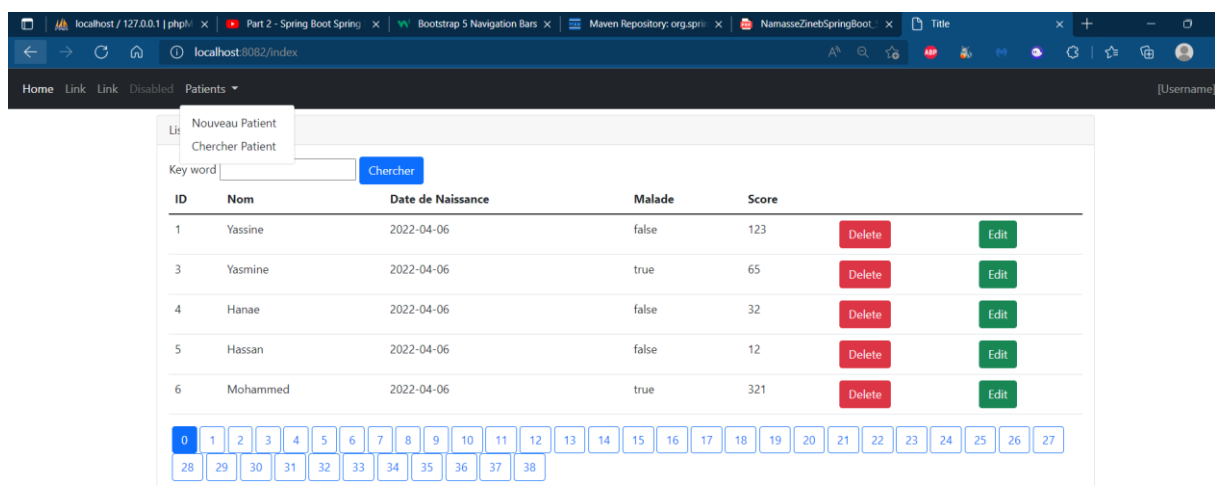 localhost / 127.0.0.1 | phpM
Part 2 - Spring Boot Spring
Bootstrap 5 Navigation Bars
Maven Repository: org.spri
NamasseZinebSpringBoot_
Title
localhost:8082/index
Home Link Link Disabled Patients [Username]
Nouveau Patient
Chercher Patient
Key word Chercher
ID Nom Date de Naissance Malade Score
1 Yassine 2022-04-06 false 123 Delete Edit
3 Yasmine 2022-04-06 true 65 Delete Edit
4 Hanae 2022-04-06 false 32 Delete Edit
5 Hassan 2022-04-06 false 12 Delete Edit
6 Mohammed 2022-04-06 true 321 Delete Edit
0 1 2 3 4 5 6 7 8 9 10 11 12 13 14 15 16 17 18 19 20 21 22 23 24 25 26 27
28 29 30 31 32 33 34 35 36 37 38